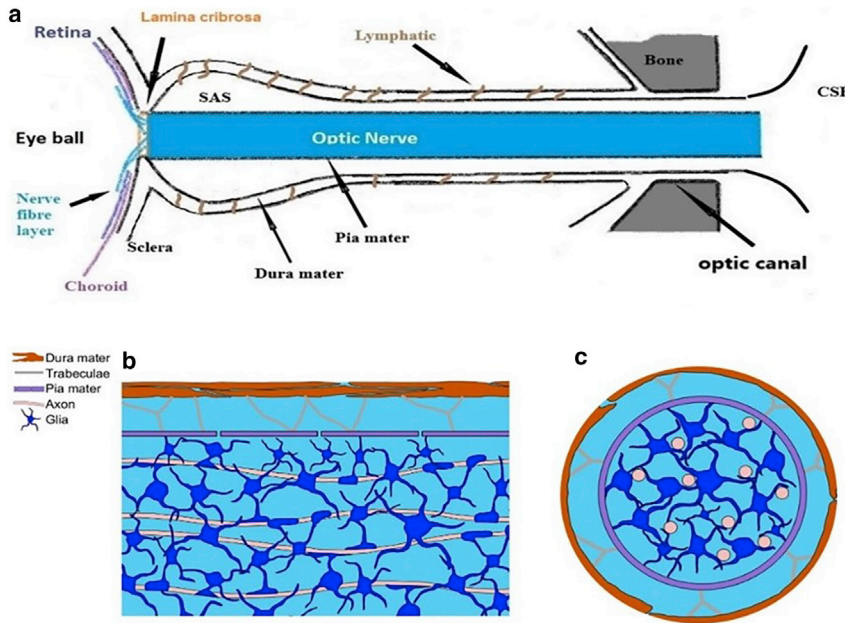 a
Lamina cribrosa
Retina
Lymphatic
Bone
SAS
CSF
Eye ball
Optic Nerve
Nerve
fibre
layer
Sclera
Pia mater
Dura mater
optic canal
Choroid
b
c
Dura mater
Trabeculae
Pia mater
Axon
Glia